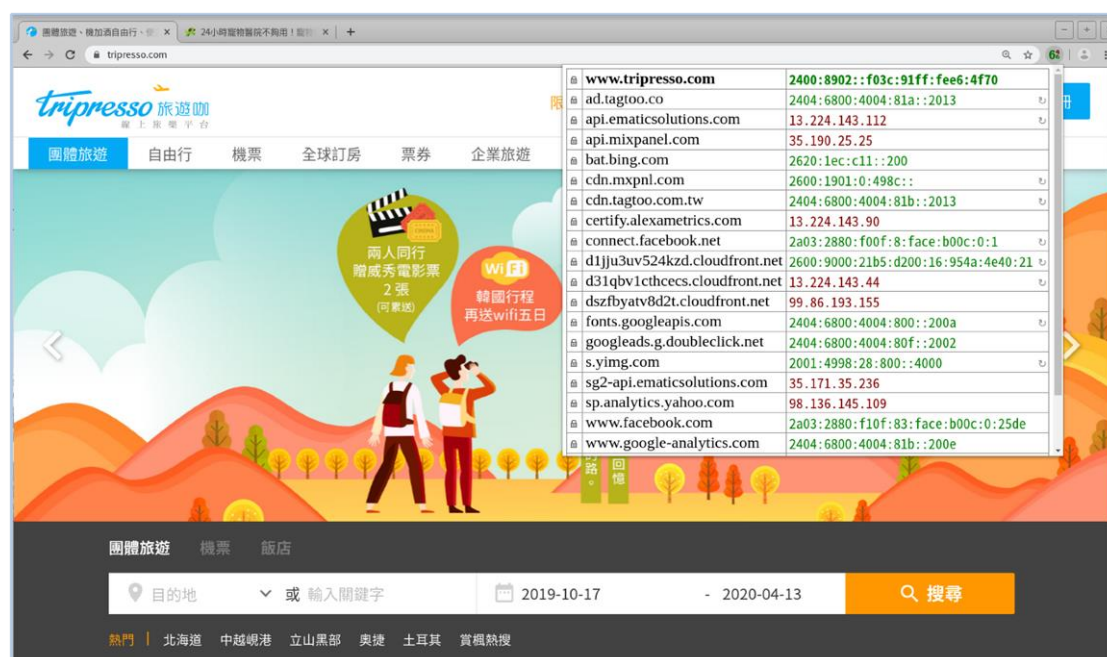 團體旅遊、機加酒自由行、
24小時寵物醫院不夠用！寵物
tripresso.com
tripresso 旅遊咖
線上旅樂平台
限
冊
團體旅遊 自由行 機票 全球訂房 票券 企業旅遊
www.tripresso.com 2400:8902::f03c:91ff:fee6:4f70
ad.tagtoo.co 2404:6800:4004:81a::2013
api.ematicsolutions.com 13.224.143.112
api.mixpanel.com 35.190.25.25
bat.bing.com 2620:1ec:c11::200
cdn.mxpnl.com 2600:1901:0:498c::
cdn.tagtoo.com.tw 2404:6800:4004:81b::2013
certify.alexametrics.com 13.224.143.90
connect.facebook.net 2a03:2880:f00f:8:face:b00c:0:1
d1jju3uv524kzd.cloudfront.net 2600:9000:21b5:d200:16:954a:4e40:21
d31qbv1cthcecs.cloudfront.net 13.224.143.44
dszfbyatv8d2t.cloudfront.net 99.86.193.155
fonts.googleapis.com 2404:6800:4004:800::200a
googleads.g.doubleclick.net 2404:6800:4004:80f::2002
s.yimg.com 2001:4998:28:800::4000
sg2-api.ematicsolutions.com 35.171.35.236
sp.analytics.yahoo.com 98.136.145.109
www.facebook.com 2a03:2880:f10f:83:face:b00c:0:25de
www.google-analytics.com 2404:6800:4004:81b::200e
兩人同行
贈威秀電影票
2 張
(可累送)
WiFi
韓國行程
再送wifi五日
回憶
路。
團體旅遊 機票 飯店
目的地 或 輸入關鍵字 2019-10-17 - 2020-04-13 搜尋
熱門 北海道 中越峴港 立山黑部 奧捷 土耳其 賞楓熱搜